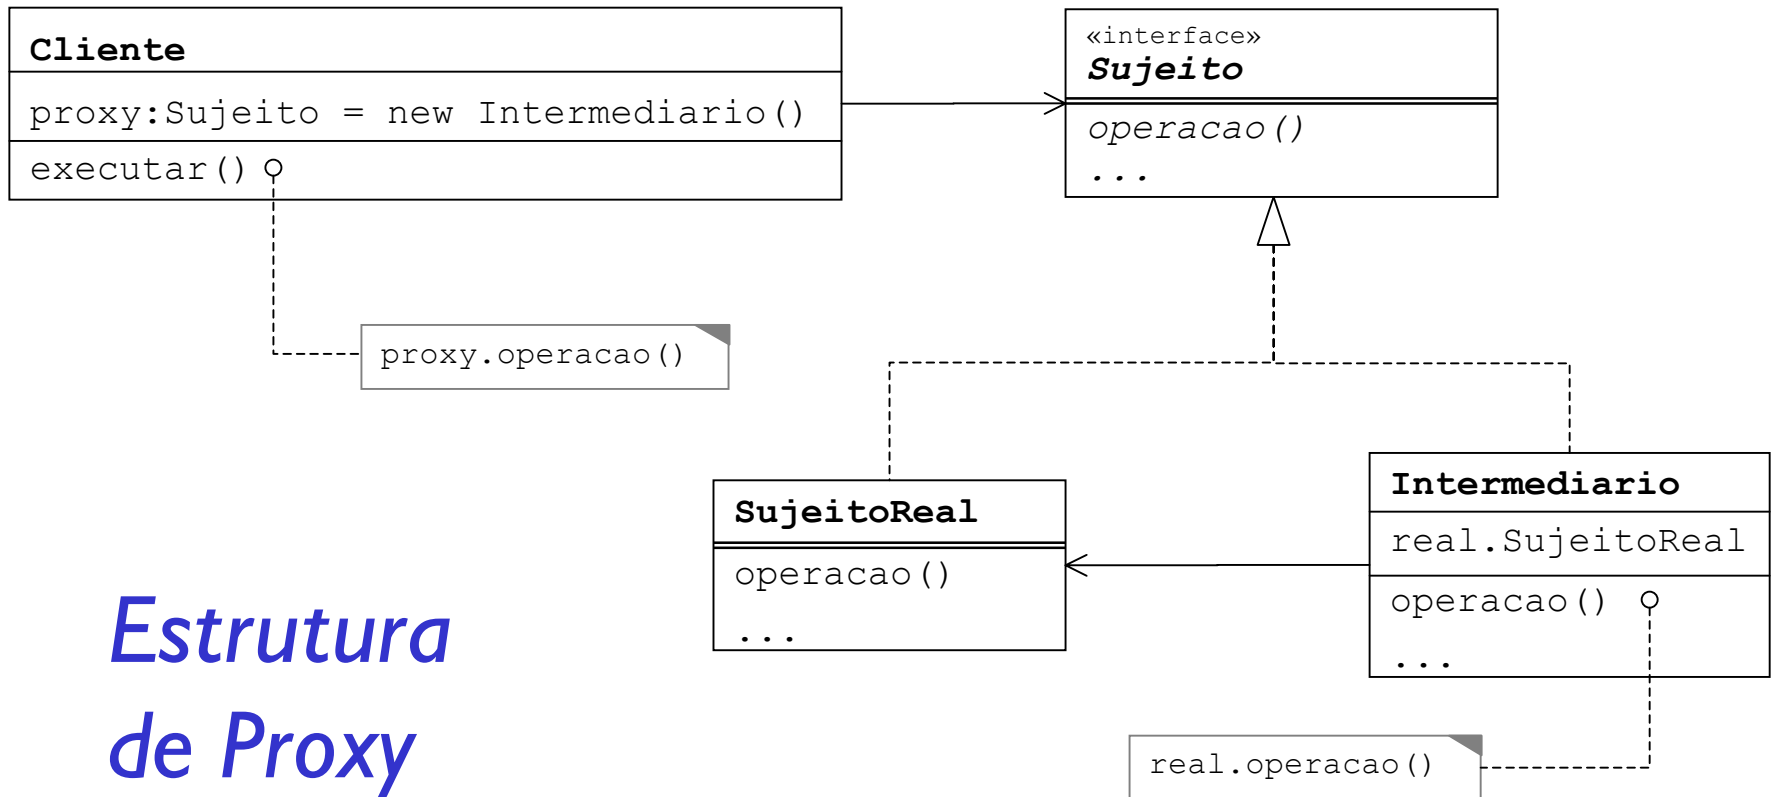 Cliente
proxy:Sujeito = new Intermediario()
executar()
«interface»
Sujeito
operacao()
...
proxy.operacao()
SujeitoReal
operacao()
...
Intermediario
real.SujeitoReal
operacao()
...
real.operacao()
Estrutura
de Proxy